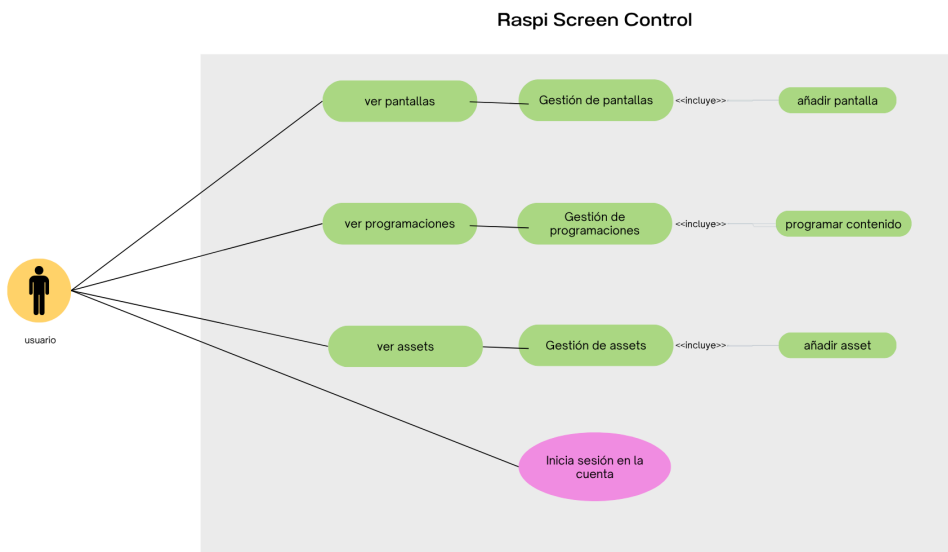 Raspi Screen Control
ver pantallas
Gestión de pantallas
<<incluye>>
añadir pantalla
ver programaciones
Gestión de
programaciones
<<incluye>>
programar contenido
usuario
ver assets
Gestión de assets
<<incluye>>
añadir asset
Inicia sesión en la
cuenta